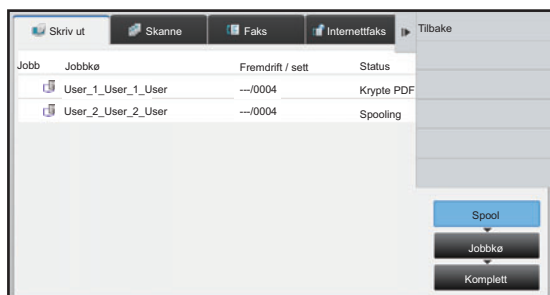 Skriv ut Skanne Faks Internettfaks Tilbake
Jobb Jobbkø Fremdrift / sett Status
User_1_User_1_User ---/0004 Krypte PDF
User_2_User_2_User ---/0004 Spooling
Spool
Jobbkø
Komplett